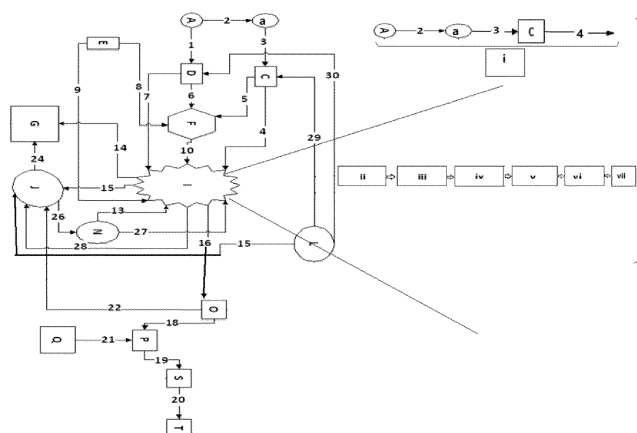 A 2 a
A 2 a 3 C 4
i
1 3 30
E
D C
9 8 7 6 5
F
G
4 29
14 10
24
ii iii iv v vi vii
J 15 I
26 13
N 27
28 16 15 L
22 O
18
Q 21 P
19
S
20
T